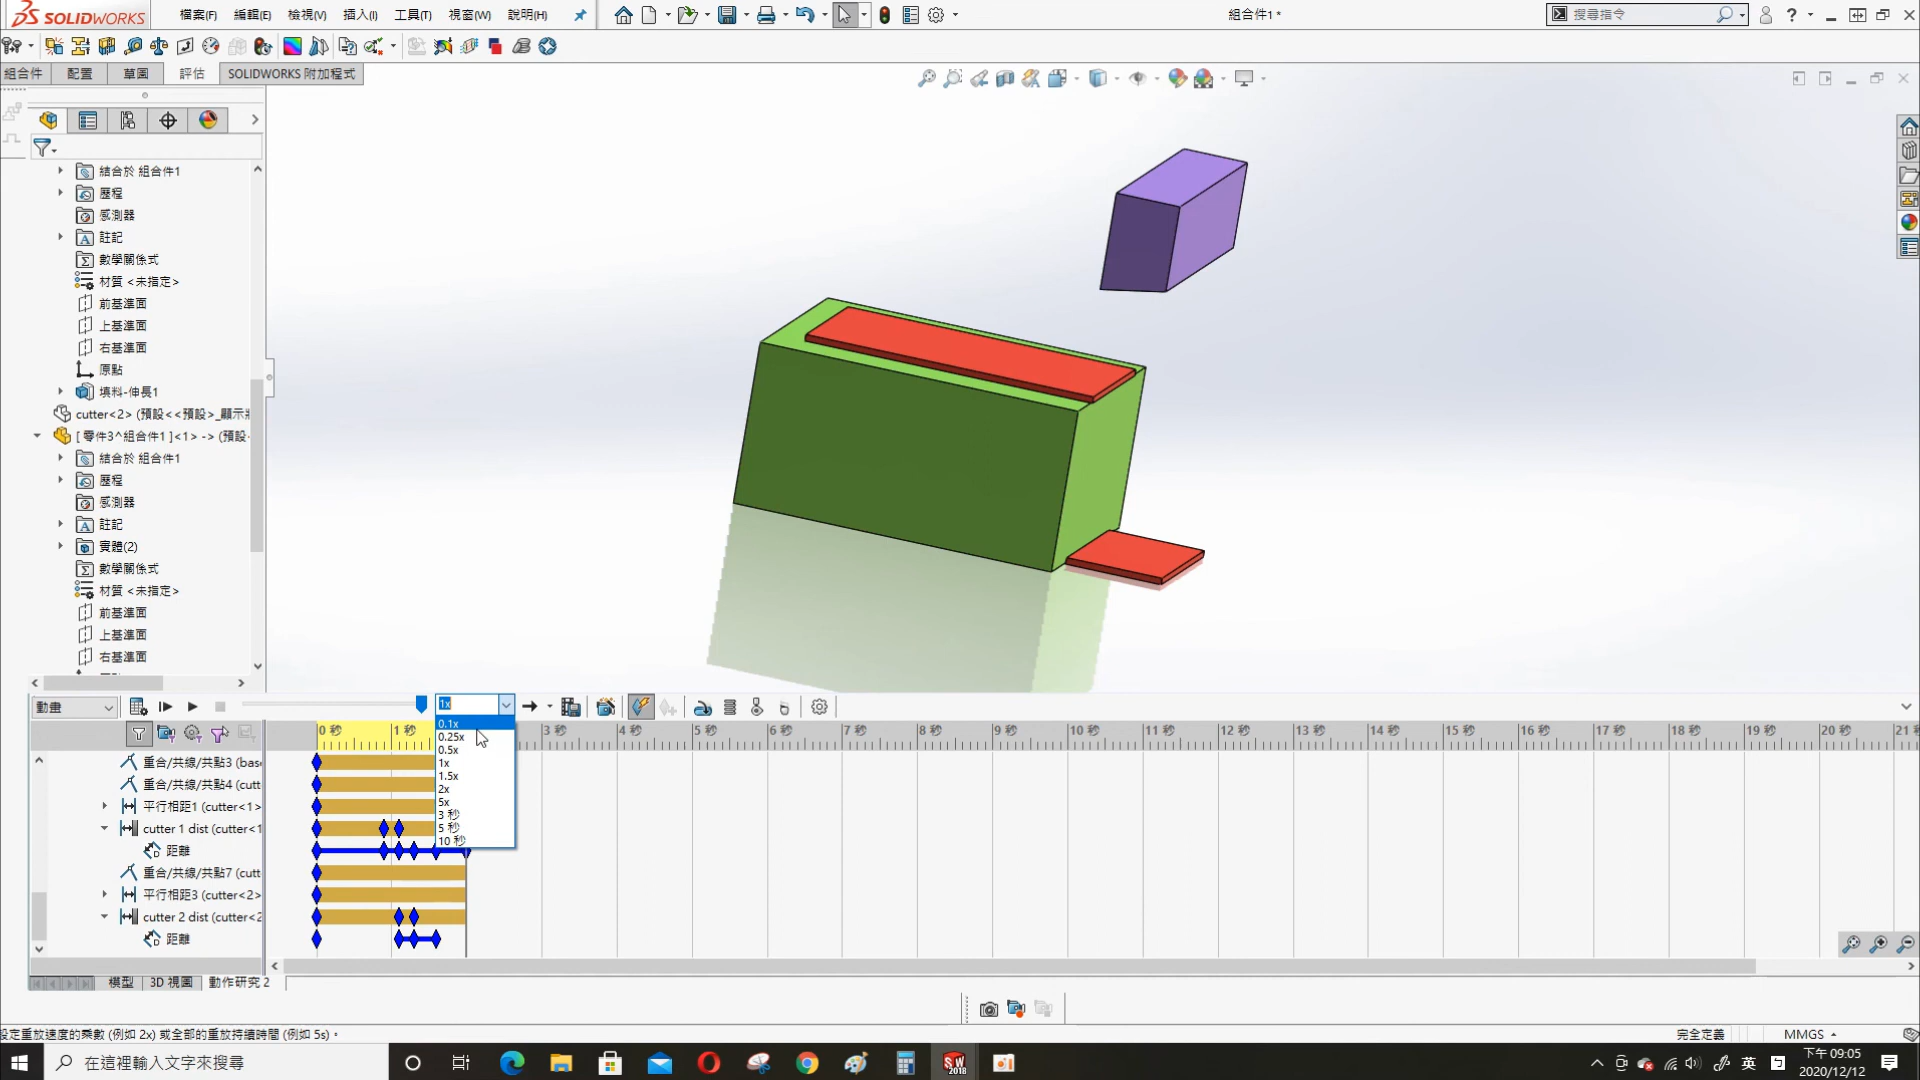 SOLIDWORKS 檔案(F) 編輯(E) 檢視(V) 插入(I) 工具(T) 視窗(W) 說明(H) 組合件1 * 搜尋指令
組合件 配置 草圖 評估 SOLIDWORKS 附加程式
結合於 組合件1
歷程
感測器
註記
數學關係式
材質 <未指定>
前基準面
上基準面
右基準面
原點
填料-伸長1
cutter<2> (預設<<預設>_顯示狀
[ 零件3^組合件1 ]<1> -> (預設
結合於 組合件1
歷程
感測器
註記
實體(2)
數學關係式
材質 <未指定>
前基準面
上基準面
右基準面
動畫 1x
0.1x
0.25x
0.5x
1x
1.5x
2x
5x
3 秒
5 秒
10 秒
0 秒 1 秒 3 秒 4 秒 5 秒 6 秒 7 秒 8 秒 9 秒 10 秒 11 秒 12 秒 13 秒 14 秒 15 秒 16 秒 17 秒 18 秒 19 秒 20 秒 21
重合/共線/共點3 (bas
重合/共線/共點4 (cutt
平行相距1 (cutter<1>
cutter 1 dist (cutter<1
距離
重合/共線/共點7 (cutt
平行相距3 (cutter<2>
cutter 2 dist (cutter<2
距離
模型 3D 視圖 動作研究 2
設定重放速度的乘數 (例如 2x) 或全部的重放持續時間 (例如 5s)。 完全定義 MMGS
在這裡輸入文字來搜尋
SW
2018
英
下午 09:05
2020/12/12